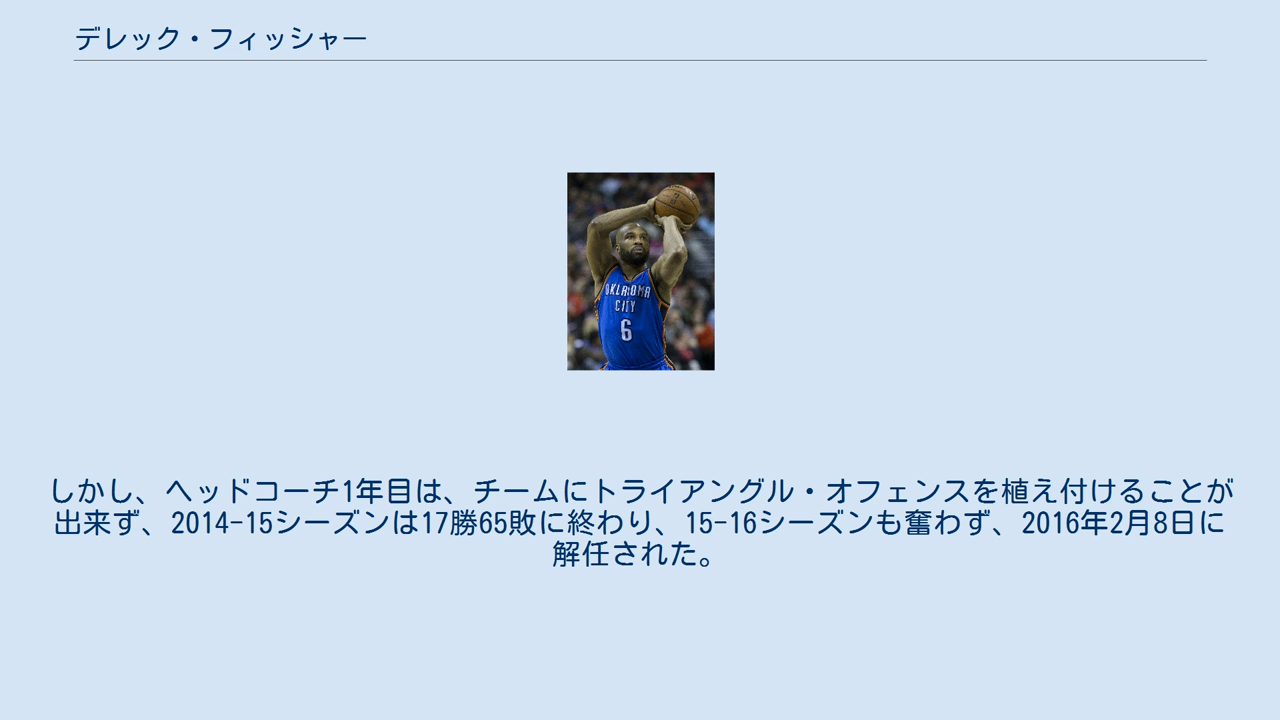 デレック・フィッシャー
OKLAHOMA
CITY
6
しかし、ヘッドコーチ1年目は、チームにトライアングル・オフェンスを植え付けることが
出来ず、2014-15シーズンは17勝65敗に終わり、15-16シーズンも奮わず、2016年2月8日に
解任された。